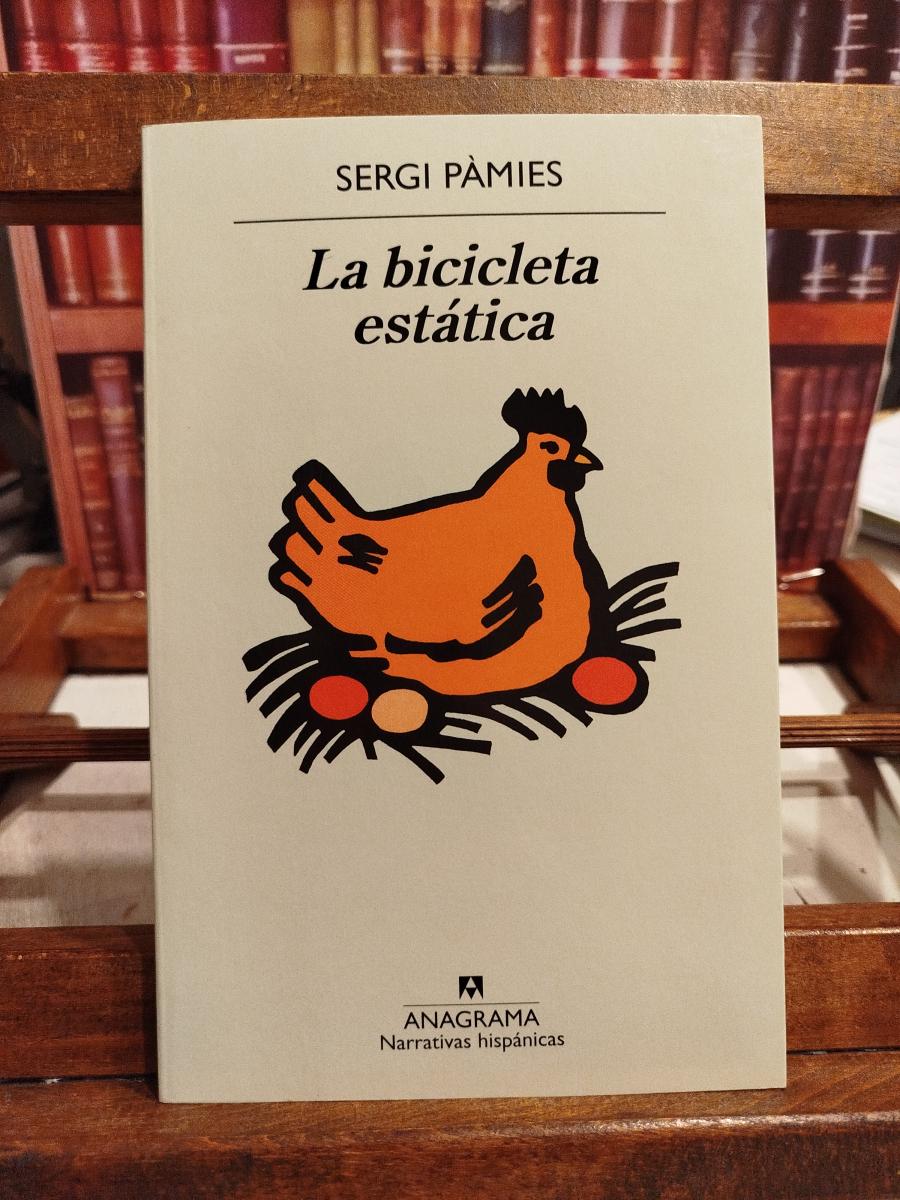 SERGI PÀMIES
La bicicleta
estática
ANAGRAMA
Narrativas hispánicas